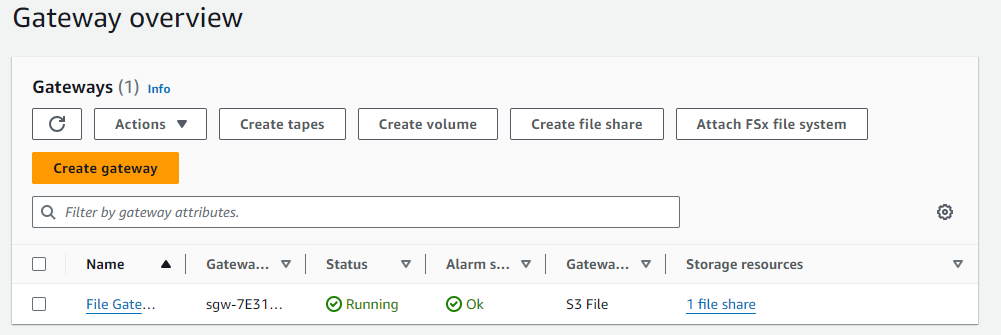 Gateway overview
Gateways (1) Info
Actions Create tapes Create volume Create file share Attach FSx file system
Create gateway
Filter by gateway attributes.
Name Gatewa... Status Alarm s... Gatewa... Storage resources
File Gate... sgw-7E31... Running Ok S3 File 1 file share